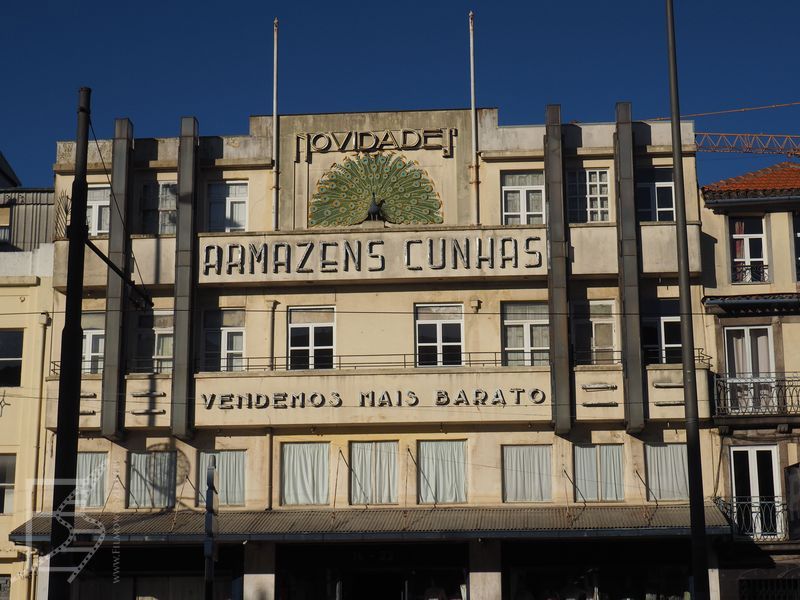 NOVIDADES
ARMAZENS CUNHAS
VENDEMOS MAIS BARATO